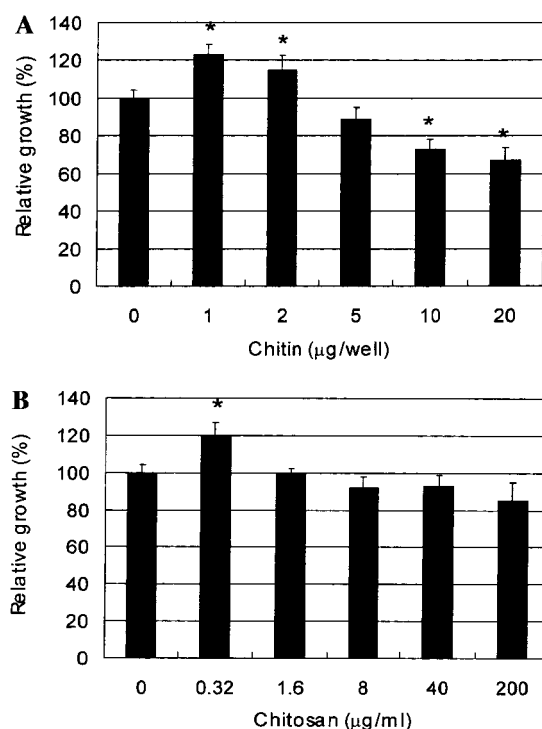 A
Relative growth (%)
140
120
100
80
60
40
20
0
* * * *
0 1 2 5 10 20
Chitin (μg/well)
B
Relative growth (%)
140
120
100
80
60
40
20
0
*
0 0.32 1.6 8 40 200
Chitosan (μg/ml)